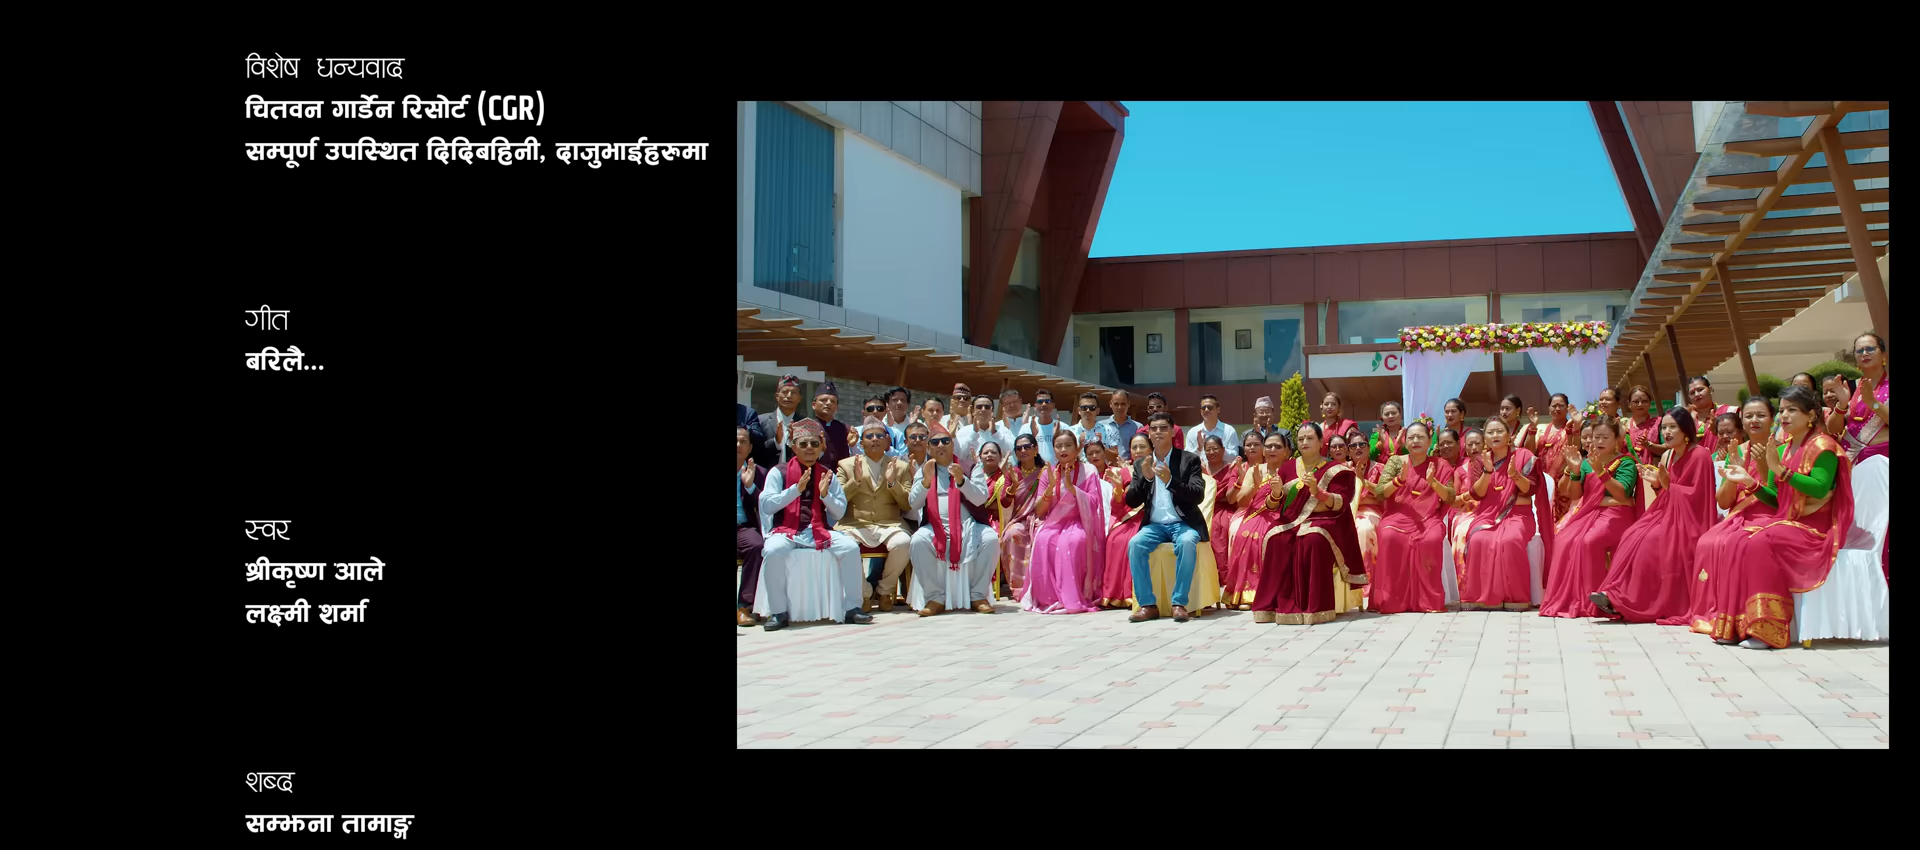 विशेष धन्यवाद
चितवन गार्डेन रिसोर्ट (CGR)
सम्पूर्ण उपस्थित दिदिबहिनी, दाजुभाईहरूमा
गीत
बरिलै...
स्वर
श्रीकृष्ण आले
लक्ष्मी शर्मा
शब्द
सम्झना तामाङ्ग